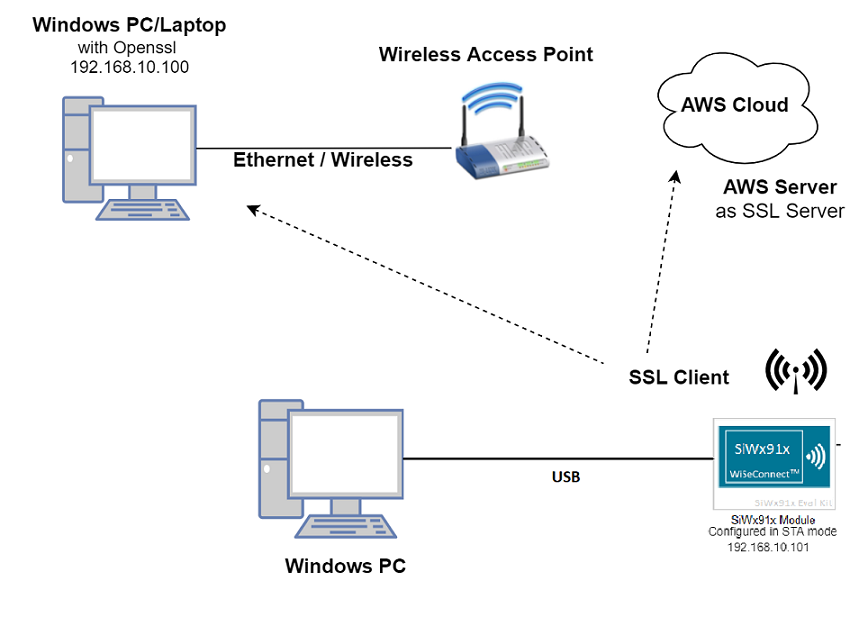 Windows PC/Laptop
with Openssl
192.168.10.100
Wireless Access Point
AWS Cloud
Ethernet / Wireless
AWS Server
as SSL Server
SSL Client
SiWx91x
WiSeConnect™
SiWx91x Eval Kit
USB
SiWx91x Module
Configured in STA mode
192.168.10.101
Windows PC